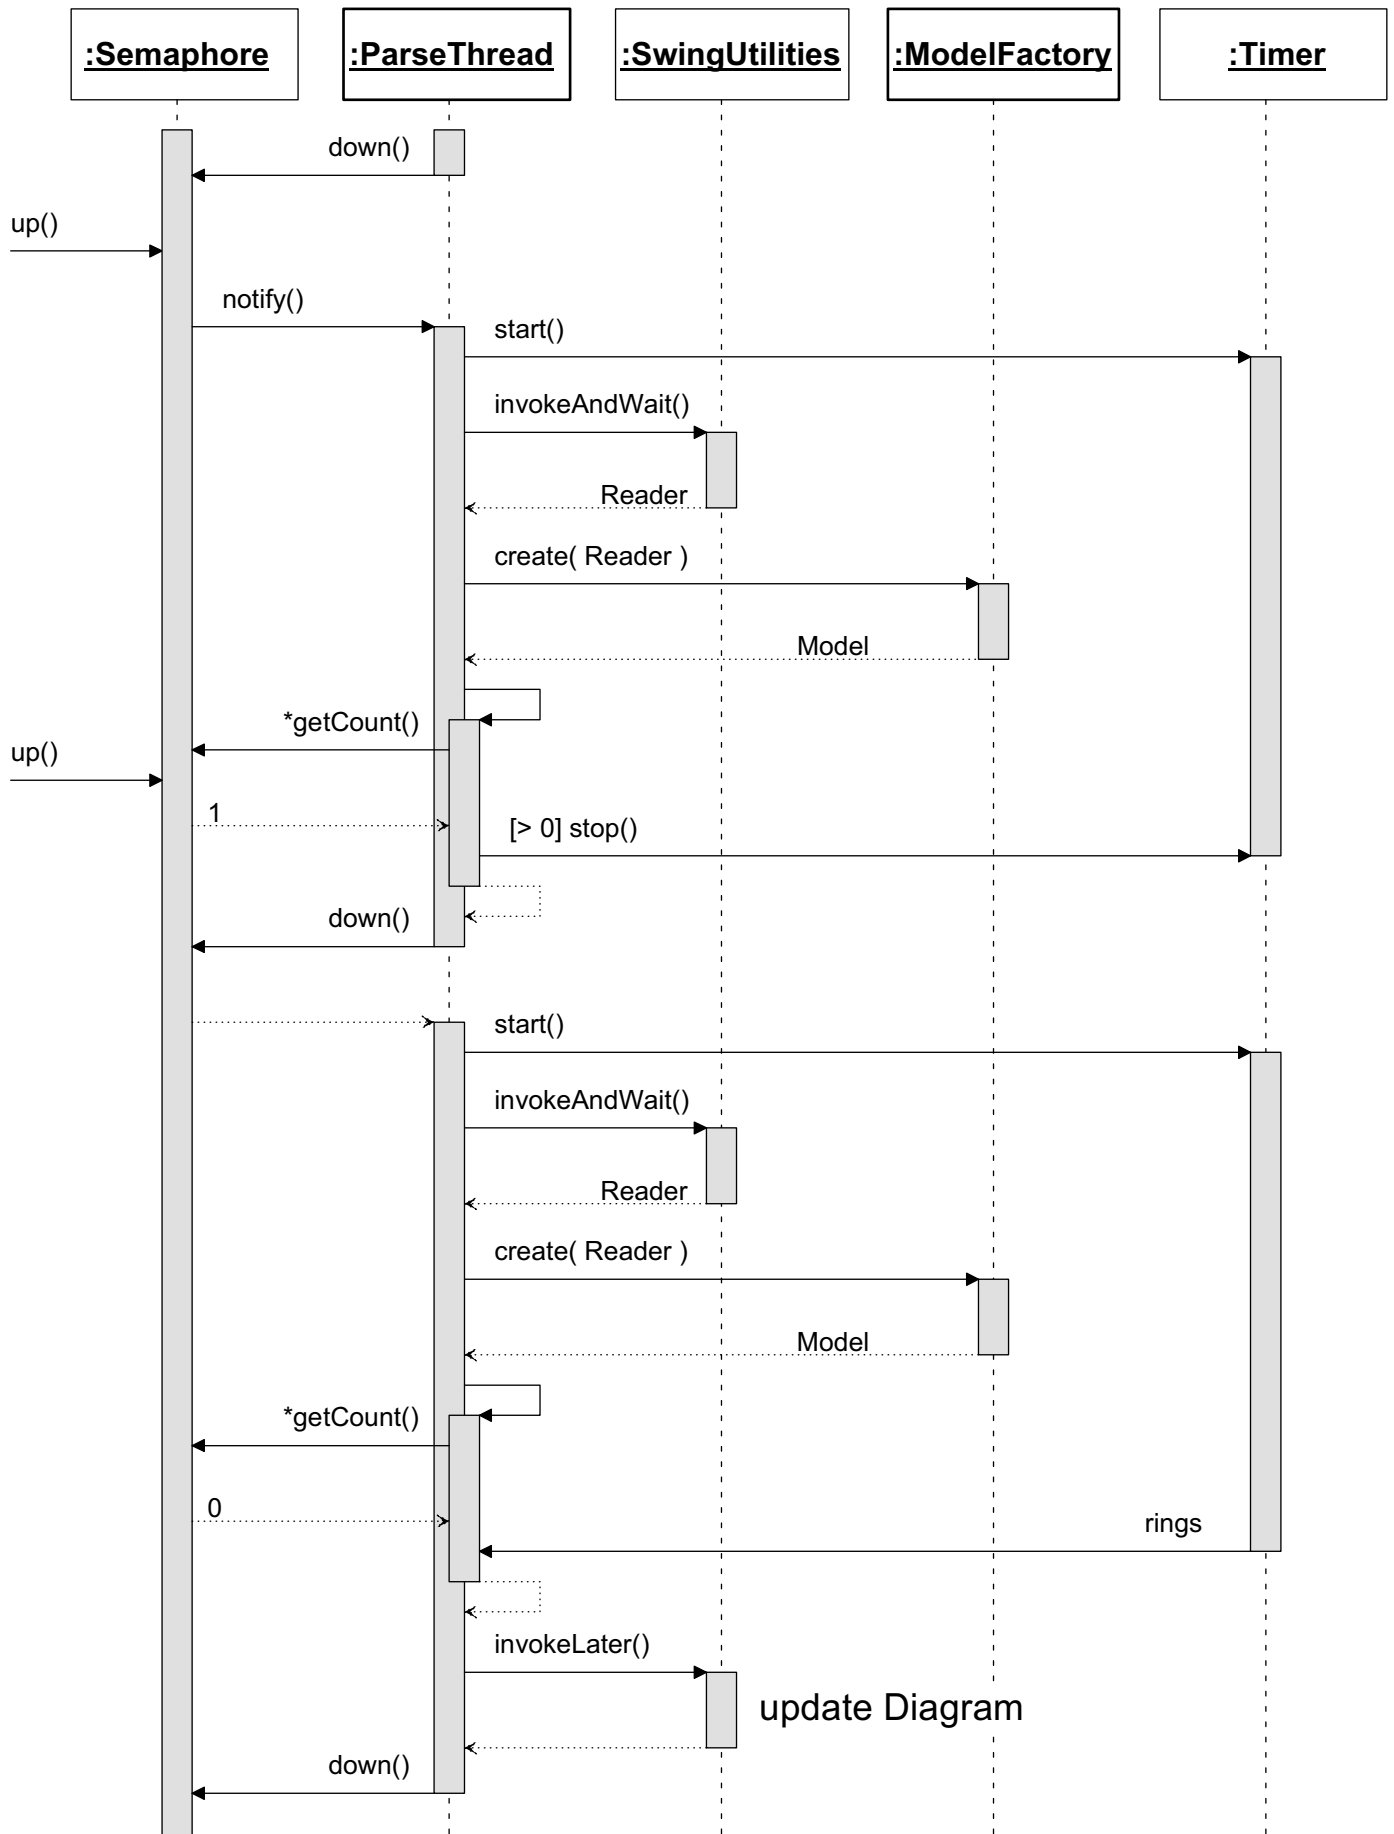 :Semaphore
:ParseThread
:SwingUtilities
:ModelFactory
:Timer
down()
up()
notify()
start()
invokeAndWait()
Reader
create( Reader )
Model
*getCount()
up()
1
[> 0] stop()
down()
start()
invokeAndWait()
Reader
create( Reader )
Model
*getCount()
0
rings
invokeLater()
update Diagram
down()